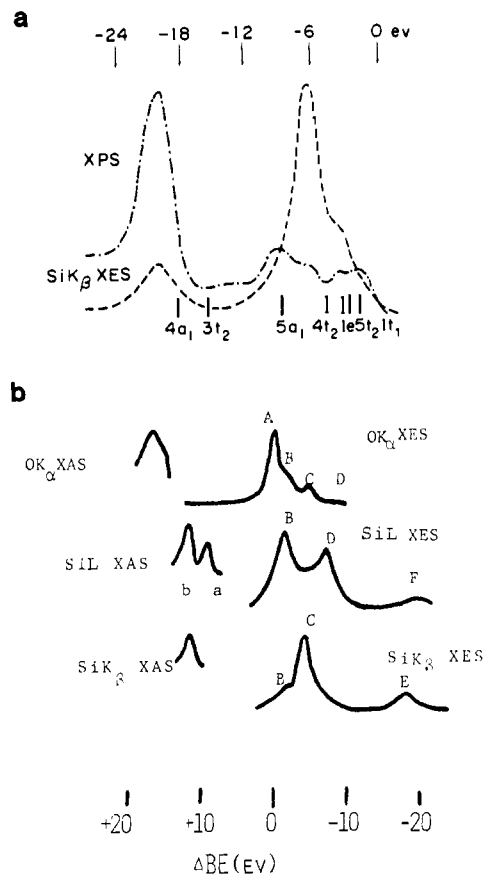 a
-24 -18 -12 -6 0 ev
XPS
SiKβ XES
4a1 3t2 5a1 4t2 1e 5t2 1t1
b
A
OKα XAS
B
C
D
OKα XES
SiL XAS
b a
B
D
SiL XES
F
SiKβ XAS
C
B
SiKβ XES
E
+20 +10 0 -10 -20
ΔBE(EV)